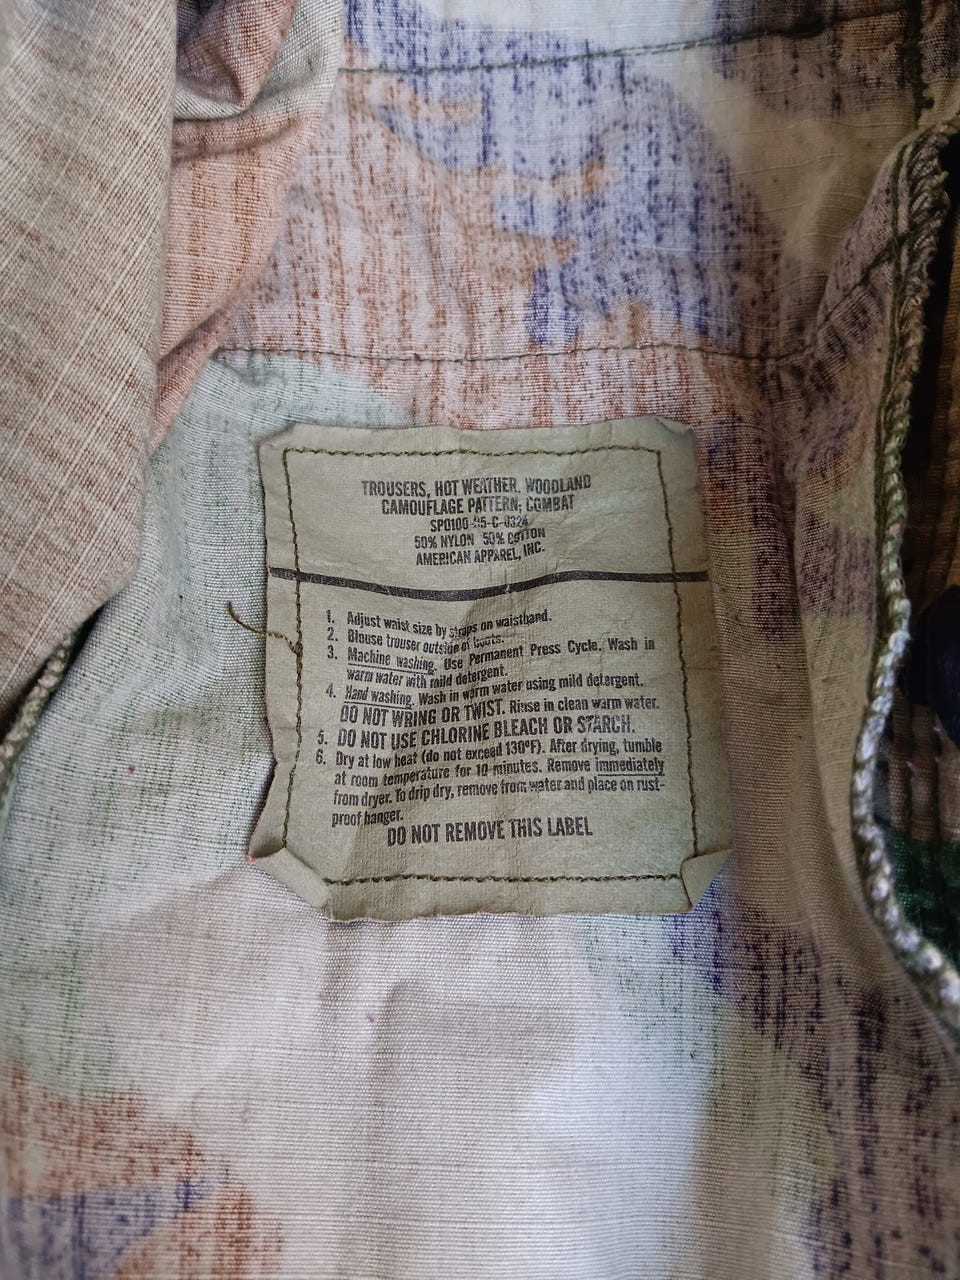 TROUSERS, HOT WEATHER, WOODLAND
CAMOUFLAGE PATTERN; COMBAT
SPO100-95-C-0324
50% NYLON 50% COTTON
AMERICAN APPAREL, INC.
1. Adjust waist size by straps on waistband.
2. Blouse trouser outside of boots.
3. Machine washing. Use Permanent Press Cycle. Wash in
warm water with mild detergent.
4. Hand washing. Wash in warm water using mild detergent.
DO NOT WRING OR TWIST. Rinse in clean warm water.
5. DO NOT USE CHLORINE BLEACH OR STARCH.
6. Dry at low heat (do not exceed 130°F). After drying, tumble
at room temperature for 10 minutes. Remove immediately
from dryer. To drip dry, remove from water and place on rust-
proof hanger.
DO NOT REMOVE THIS LABEL